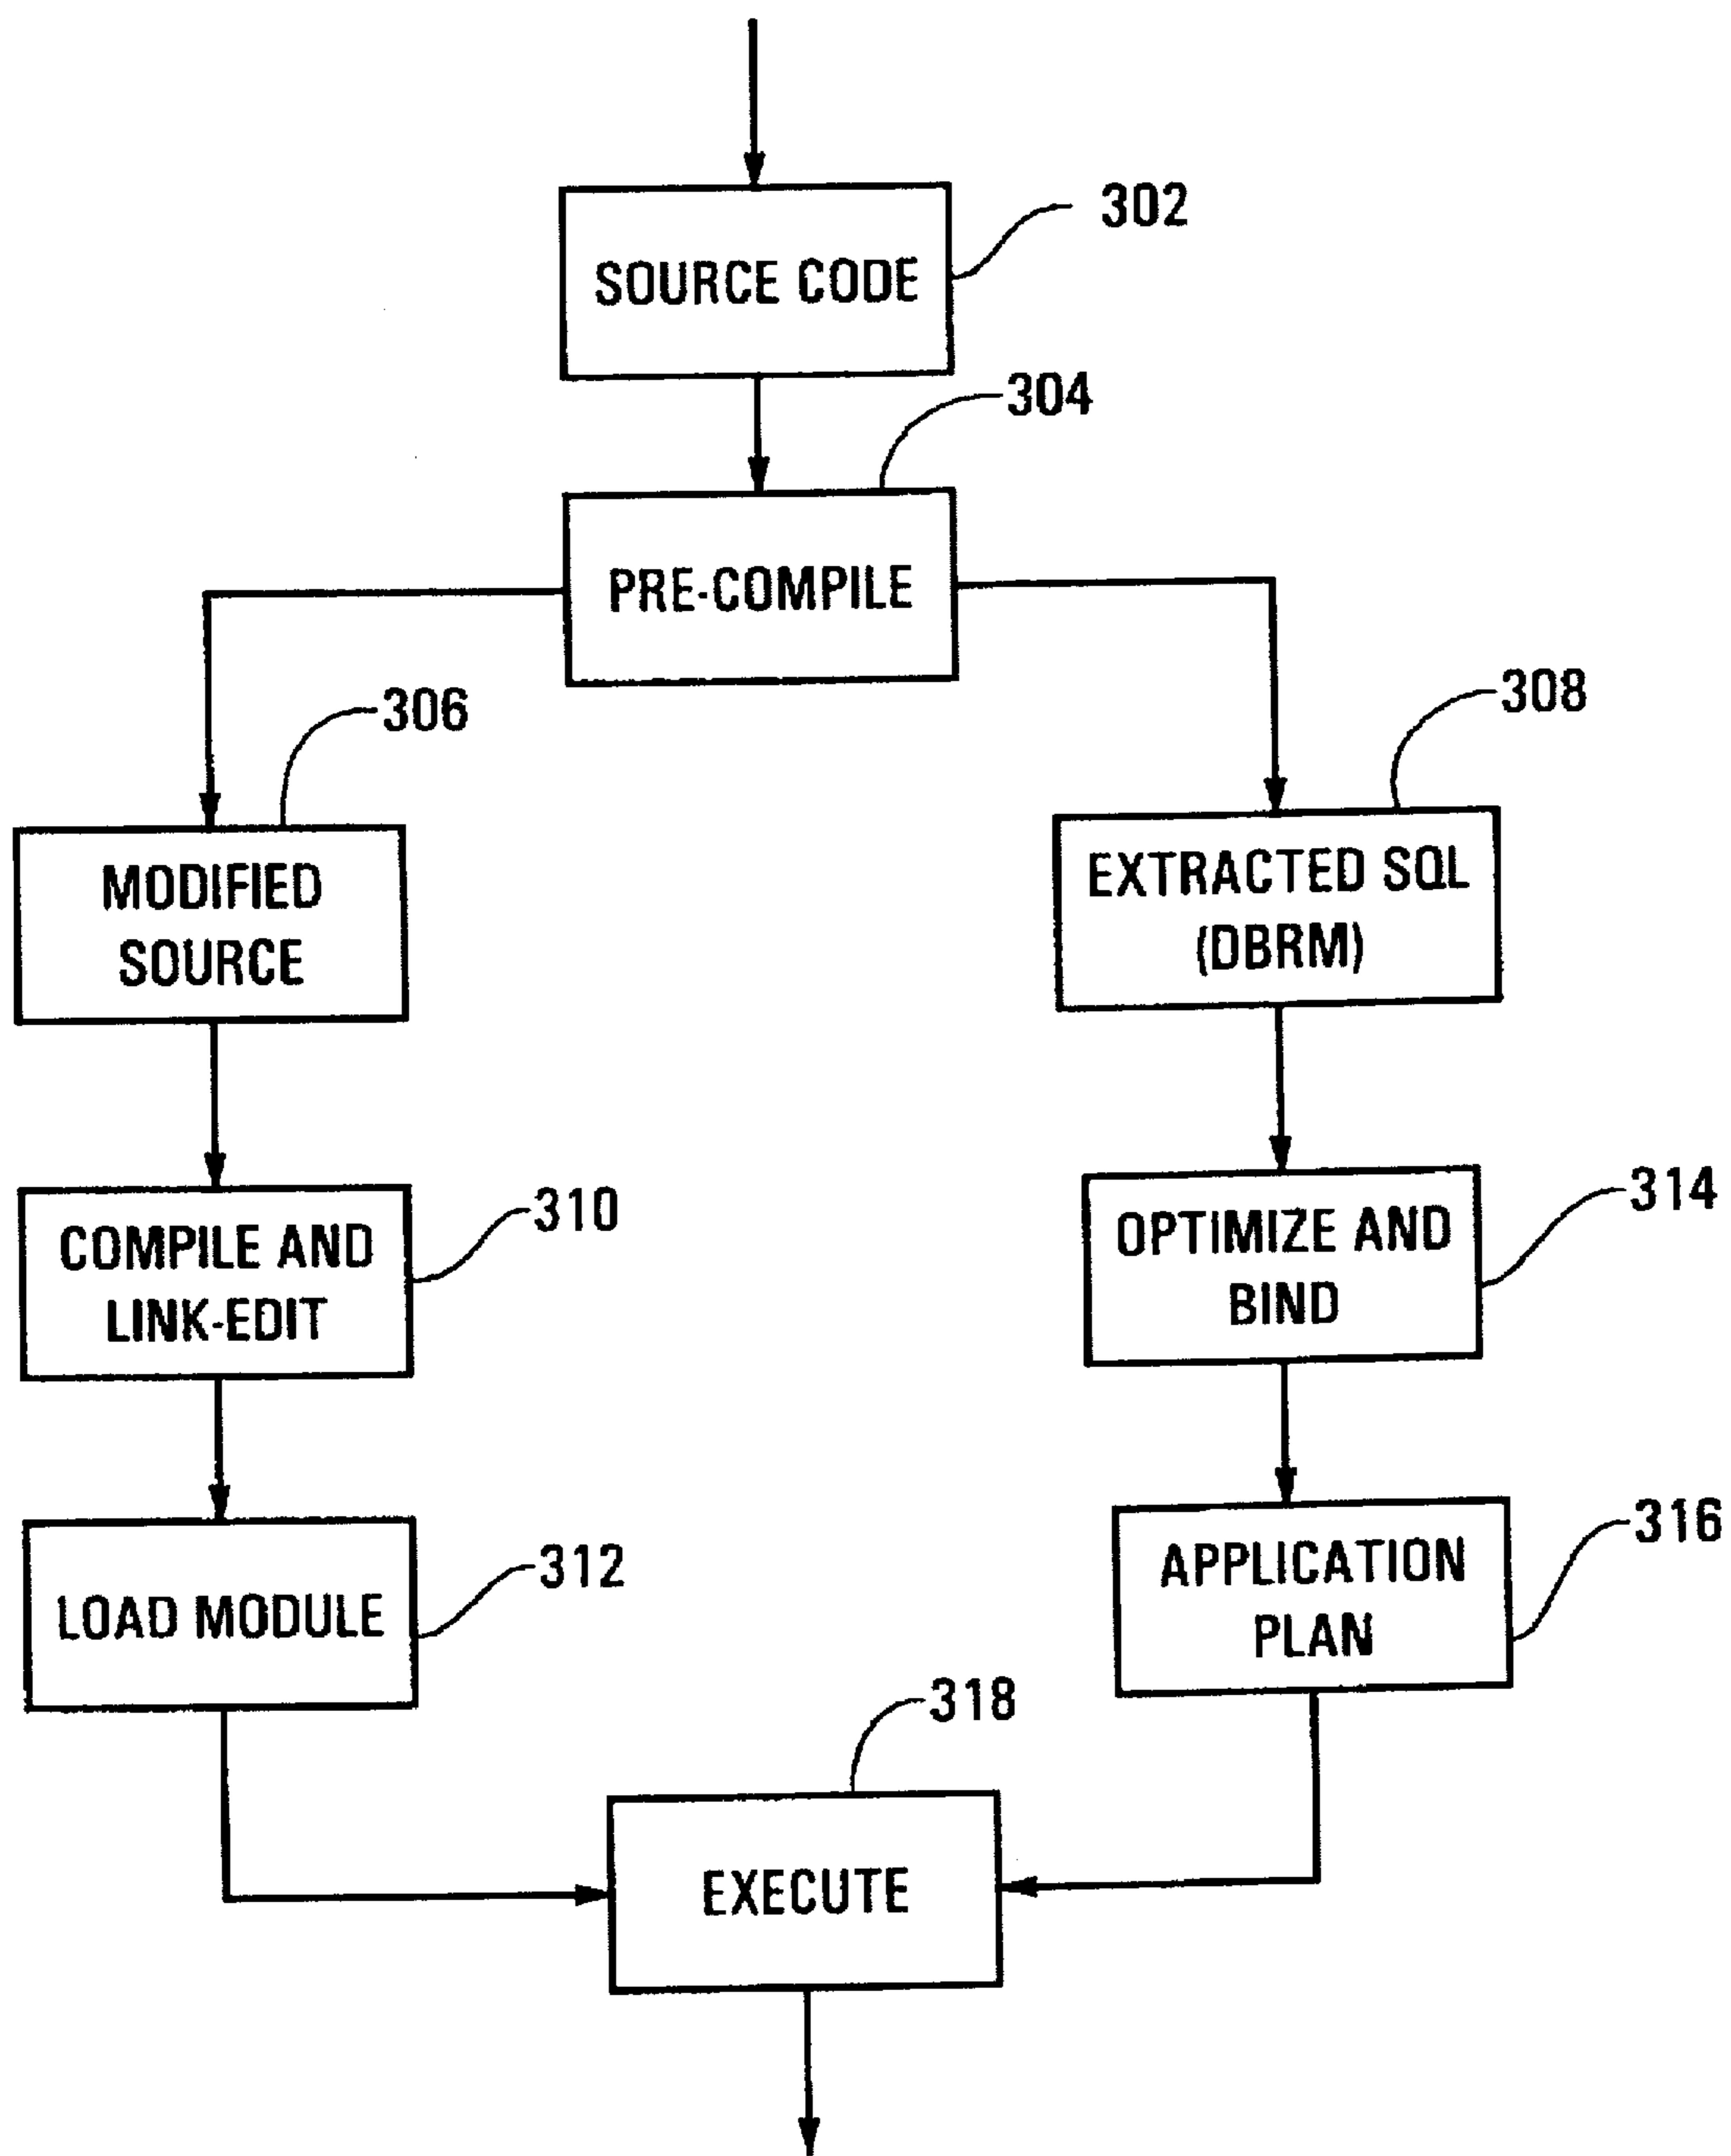 302
SOURCE CODE
304
PRE-COMPILE
306
308
MODIFIED
SOURCE
EXTRACTED SQL
(DBRM)
310
COMPILE AND
LINK-EDIT
314
OPTIMIZE AND
BIND
312
LOAD MODULE
316
APPLICATION
PLAN
318
EXECUTE